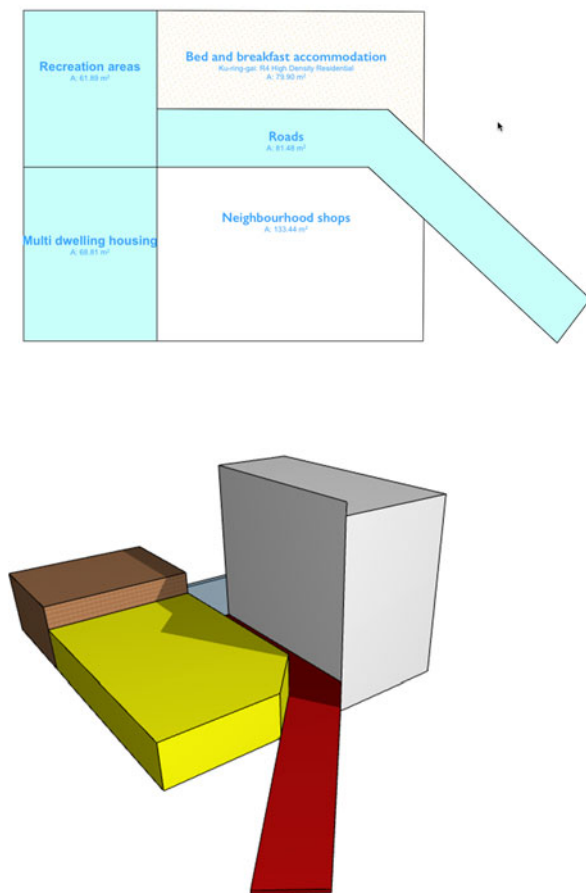 Recreation areas
A: 61.89 m²
Bed and breakfast accommodation
Ku-ring-gai: R4 High Density Residential
A: 79.90 m²
Roads
A: 81.48 m²
Multi dwelling housing
A: 68.81 m²
Neighbourhood shops
A: 133.44 m²